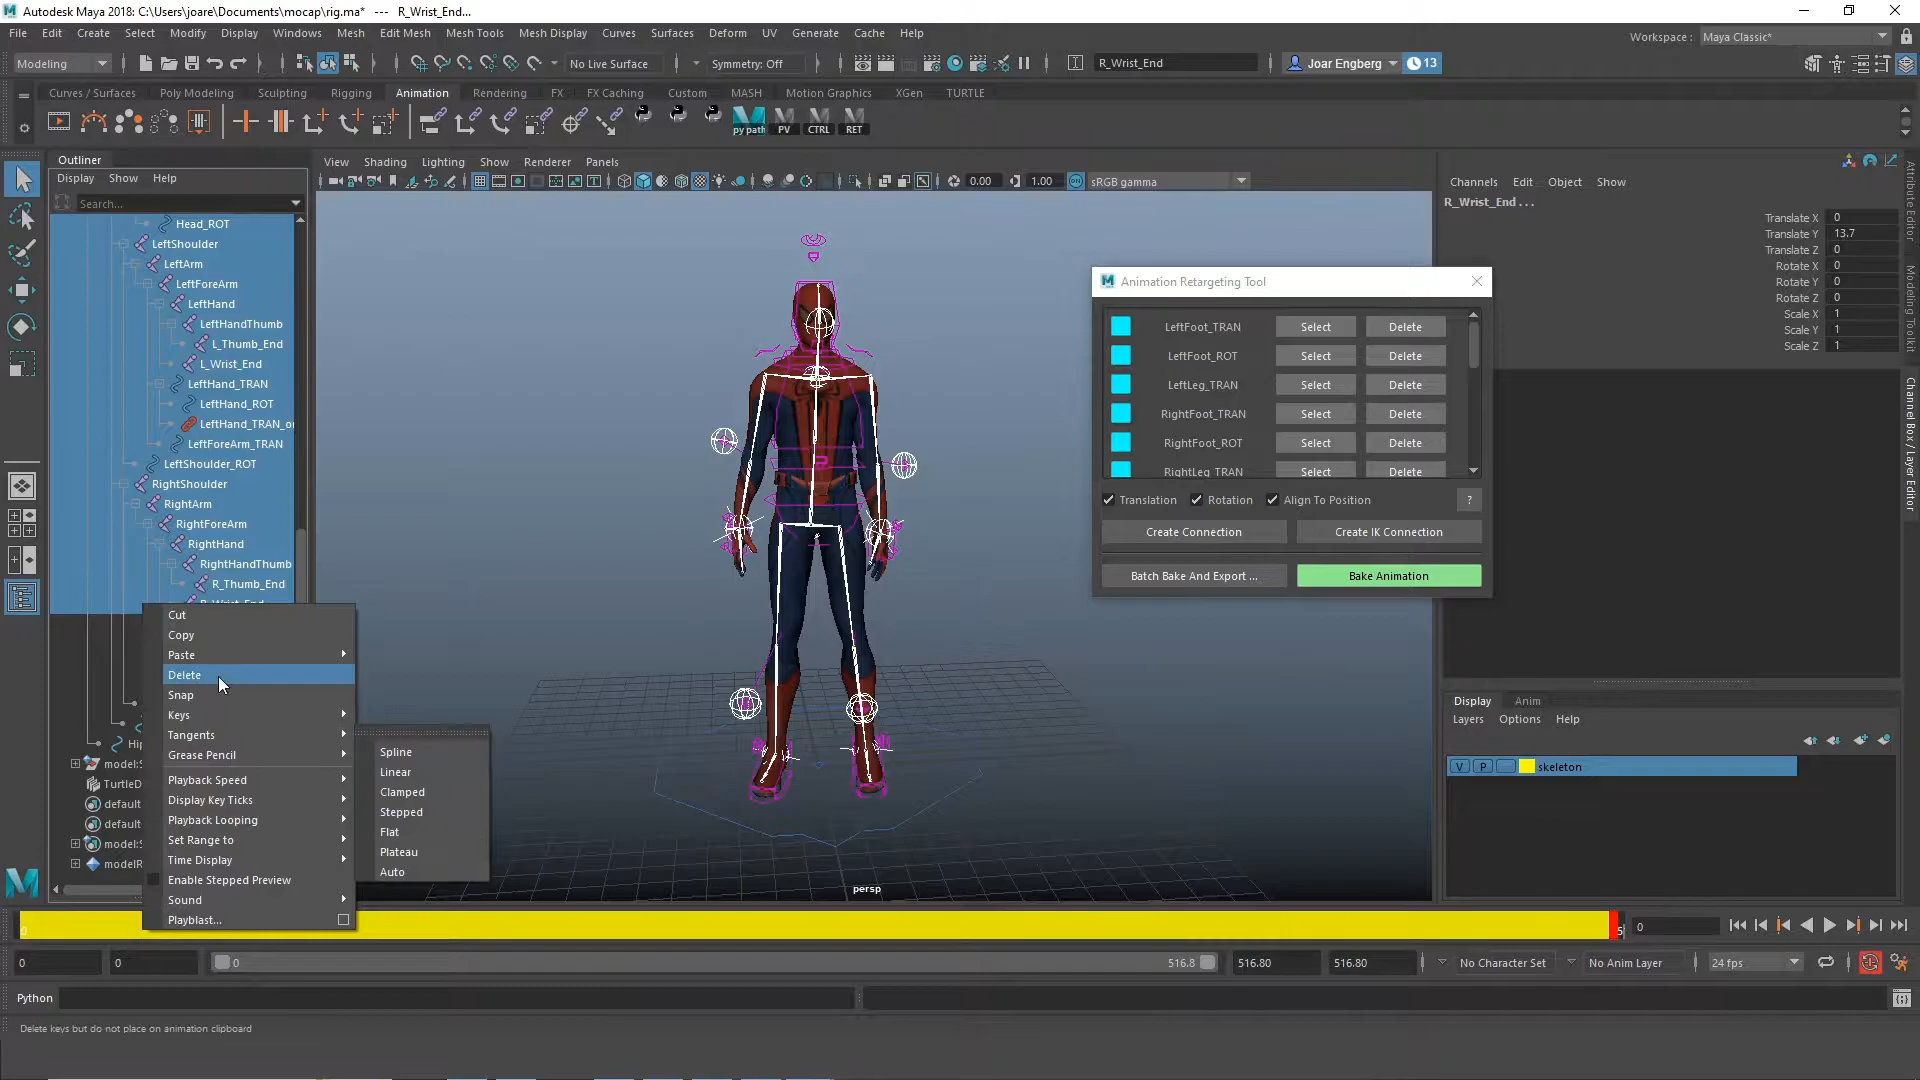 Autodesk Maya 2018: C:\Users\joare\Documents\mocap\rig.ma* --- R_Wrist_End...
File Edit Create Select Modify Display Windows Mesh Edit Mesh Mesh Tools Mesh Display Curves Surfaces Deform UV Generate Cache Help
Workspace : Maya Classic*
Modeling No Live Surface Symmetry: Off R_Wrist_End Joar Engberg 13
Curves / Surfaces Poly Modeling Sculpting Rigging Animation Rendering FX FX Caching Custom MASH Motion Graphics XGen TURTLE
py path PV CTRL RET
Outliner
Display Show Help
Search...
View Shading Lighting Show Renderer Panels
0.00 1.00 sRGB gamma
Head_ROT
LeftShoulder
LeftArm
LeftForeArm
LeftHand
LeftHandThumb
L_Thumb_End
L_Wrist_End
LeftHand_TRAN
LeftHand_ROT
LeftHand_TRAN_o
LeftForeArm_TRAN
LeftShoulder_ROT
RightShoulder
RightArm
RightForeArm
RightHand
RightHandThumb
R_Thumb_End
R_Wrist_End
Hip
model:S
TurtleD
default
default
model:S
modelR
Cut
Copy
Paste
Delete
Snap
Keys
Tangents
Grease Pencil
Playback Speed
Display Key Ticks
Playback Looping
Set Range to
Time Display
Enable Stepped Preview
Sound
Playblast...
Spline
Linear
Clamped
Stepped
Flat
Plateau
Auto
persp
Animation Retargeting Tool
LeftFoot_TRAN Select Delete
LeftFoot_ROT Select Delete
LeftLeg_TRAN Select Delete
RightFoot_TRAN Select Delete
RightFoot_ROT Select Delete
RightLeg_TRAN Select Delete
Translation Rotation Align To Position ?
Create Connection Create IK Connection
Batch Bake And Export ... Bake Animation
Channels Edit Object Show
R_Wrist_End...
Translate X 0
Translate Y 13.7
Translate Z 0
Rotate X 0
Rotate Y 0
Rotate Z 0
Scale X 1
Scale Y 1
Scale Z 1
Attribute Editor
Modeling Toolkit
Channel Box / Layer Editor
Display Anim
Layers Options Help
V P skeleton
0 5 0
0 0 0 516.8 516.80 516.80 No Character Set No Anim Layer 24 fps
Python
Delete keys but do not place on animation clipboard